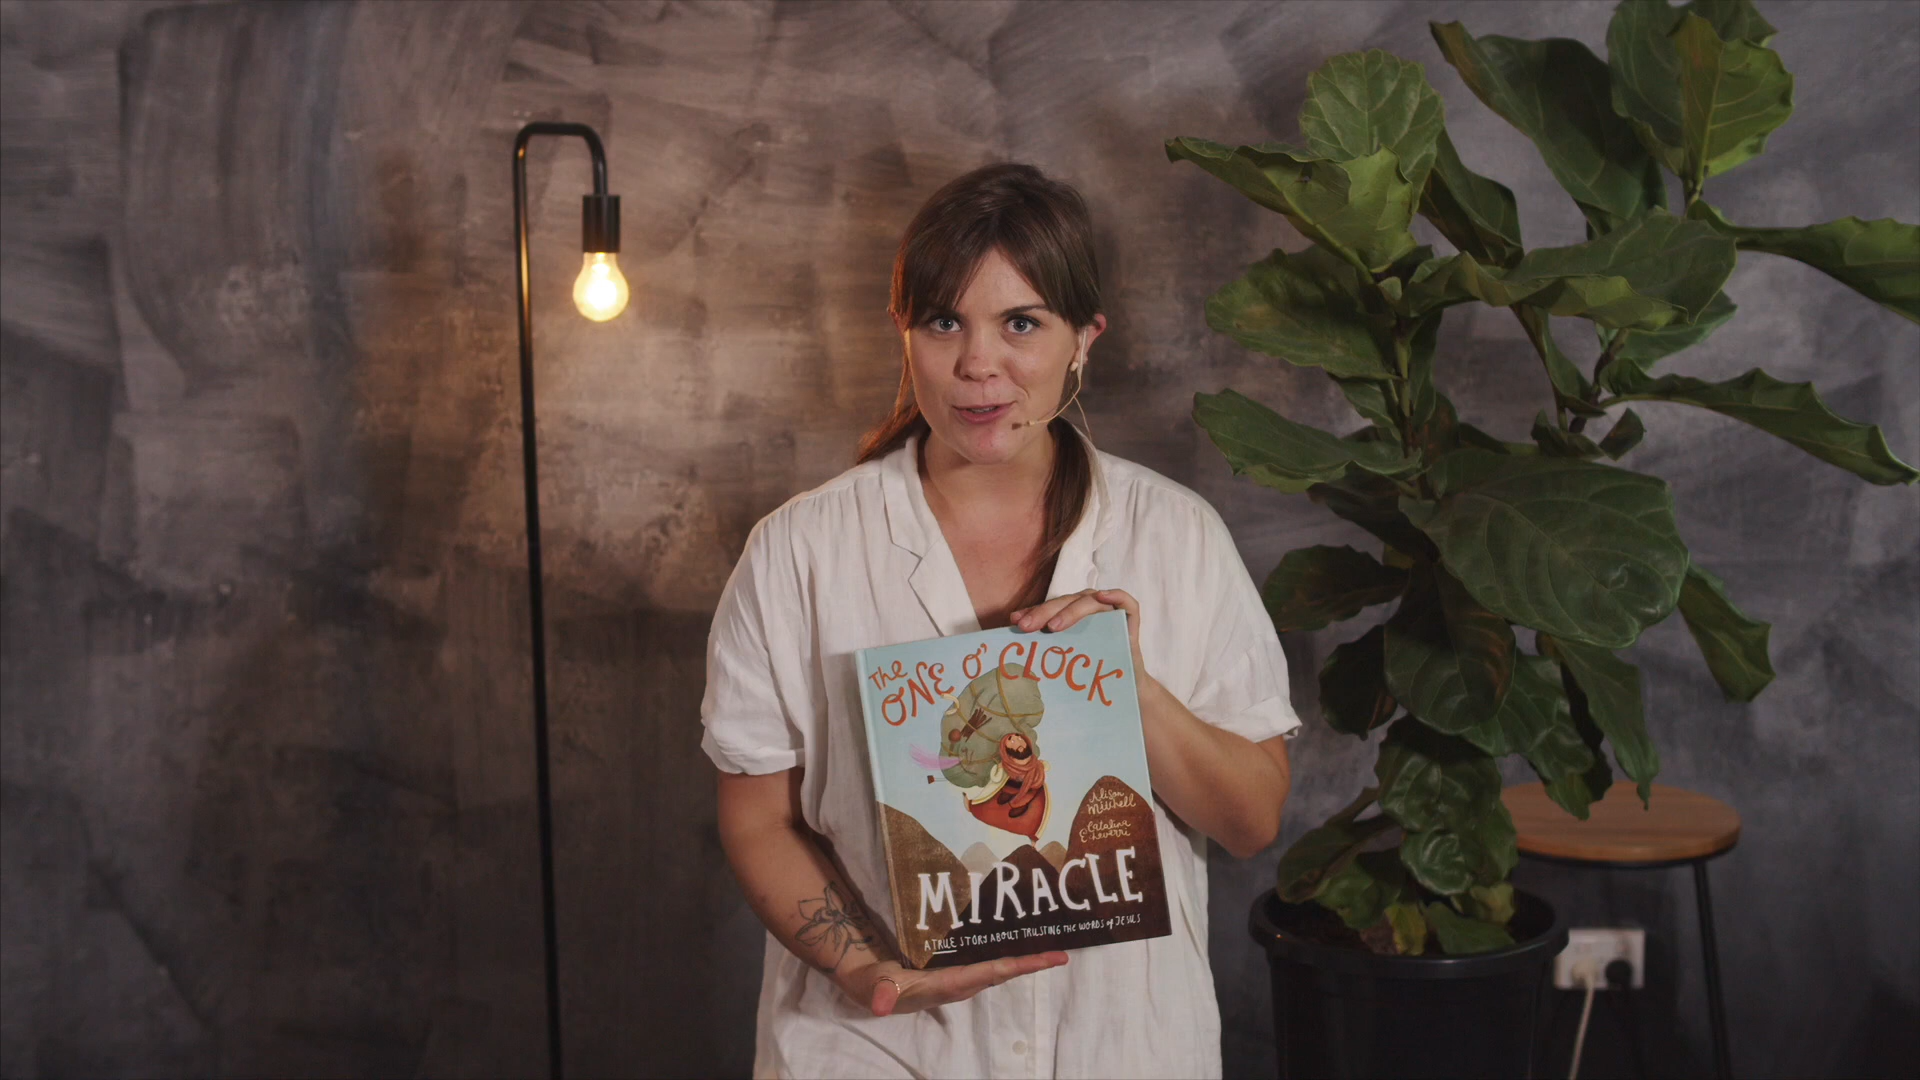 The
ONE O'CLOCK
Alison
Mitchell
Catalina
Echeverri
MIRACLE
A TRUE STORY ABOUT TRUSTING THE WORDS of JESUS